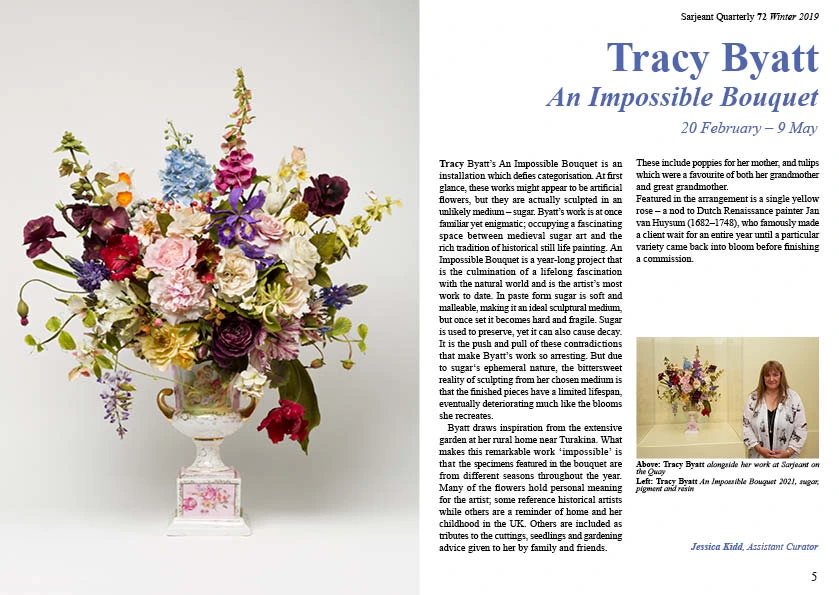 Sarjeant Quarterly 72 Winter 2019
Tracy Byatt
An Impossible Bouquet
20 February – 9 May
Tracy Byatt's An Impossible Bouquet is an
installation which defies categorisation. At first
glance, these works might appear to be artificial
flowers, but they are actually sculpted in an
unlikely medium – sugar. Byatt's work is at once
familiar yet enigmatic; occupying a fascinating
space between medieval sugar art and the
rich tradition of historical still life painting. An
Impossible Bouquet is a year-long project that
is the culmination of a lifelong fascination
with the natural world and is the artist's most
work to date. In paste form sugar is soft and
malleable, making it an ideal sculptural medium,
but once set it becomes hard and fragile. Sugar
is used to preserve, yet it can also cause decay.
It is the push and pull of these contradictions
that make Byatt's work so arresting. But due
to sugar's ephemeral nature, the bittersweet
reality of sculpting from her chosen medium is
that the finished pieces have a limited lifespan,
eventually deteriorating much like the blooms
she recreates.
Byatt draws inspiration from the extensive
garden at her rural home near Turakina. What
makes this remarkable work 'impossible' is
that the specimens featured in the bouquet are
from different seasons throughout the year.
Many of the flowers hold personal meaning
for the artist; some reference historical artists
while others are a reminder of home and her
childhood in the UK. Others are included as
tributes to the cuttings, seedlings and gardening
advice given to her by family and friends.
These include poppies for her mother, and tulips
which were a favourite of both her grandmother
and great grandmother.
Featured in the arrangement is a single yellow
rose – a nod to Dutch Renaissance painter Jan
van Huysum (1682–1748), who famously made
a client wait for an entire year until a particular
variety came back into bloom before finishing
a commission.
Above: Tracy Byatt alongside her work at Sarjeant on
the Quay
Left: Tracy Byatt An Impossible Bouquet 2021, sugar,
pigment and resin
Jessica Kidd, Assistant Curator
5